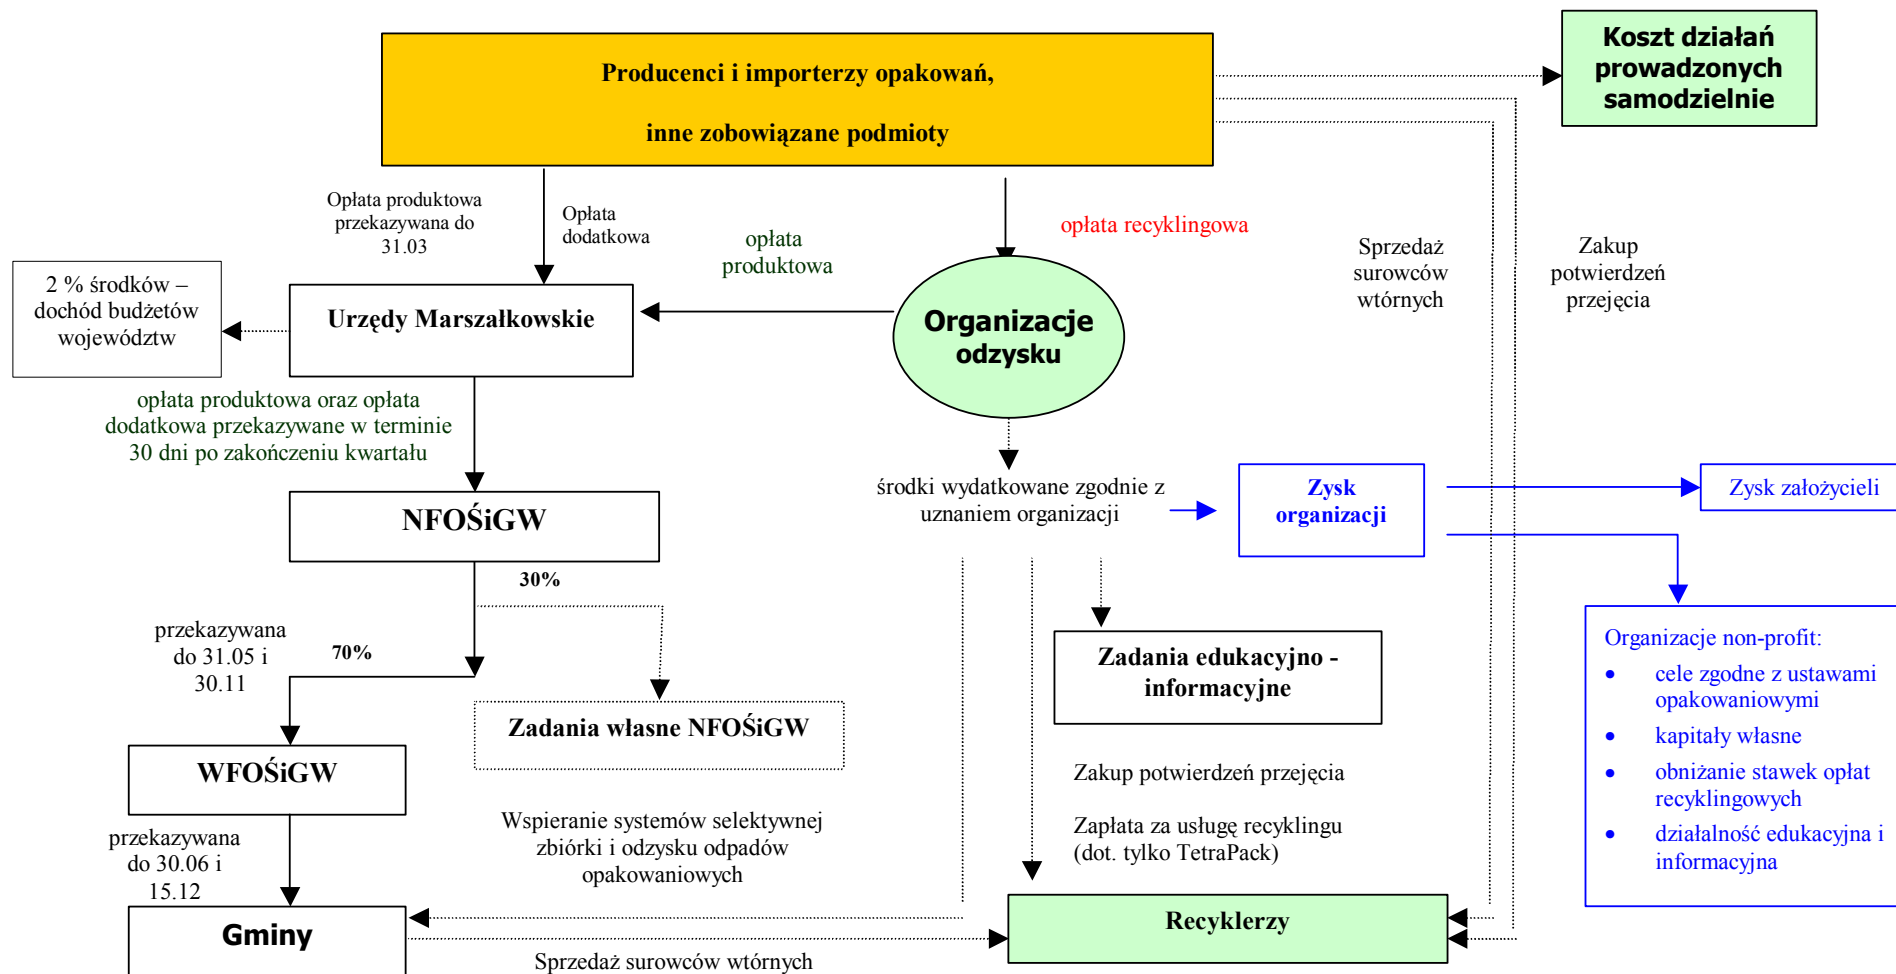 Koszt działań
prowadzonych
samodzielnie
Producenci i importerzy opakowań,
inne zobowiązane podmioty
Opłata produktowa
przekazywana do
31.03
Opłata
dodatkowa
opłata
produktowa
opłata recyklingowa
Sprzedaż
surowców
wtórnych
Zakup
potwierdzeń
przejęcia
2 % środków –
dochód budżetów
województw
Urzędy Marszałkowskie
Organizacje
odzysku
opłata produktowa oraz opłata
dodatkowa przekazywane w terminie
30 dni po zakończeniu kwartału
środki wydatkowane zgodnie z
uznaniem organizacji
Zysk
organizacji
Zysk założycieli
NFOŚiGW
30%
70%
przekazywana
do 31.05 i
30.11
Zadania własne NFOŚiGW
Zadania edukacyjno -
informacyjne
Organizacje non-profit:
• cele zgodne z ustawami
opakowaniowymi
• kapitały własne
• obniżanie stawek opłat
recyklingowych
• działalność edukacyjna i
informacyjna
WFOŚiGW
przekazywana
do 30.06 i
15.12
Wspieranie systemów selektywnej
zbiórki i odzysku odpadów
opakowaniowych
Zakup potwierdzeń przejęcia
Zapłata za usługę recyklingu
(dot. tylko TetraPack)
Gminy
Recyklerzy
Sprzedaż surowców wtórnych